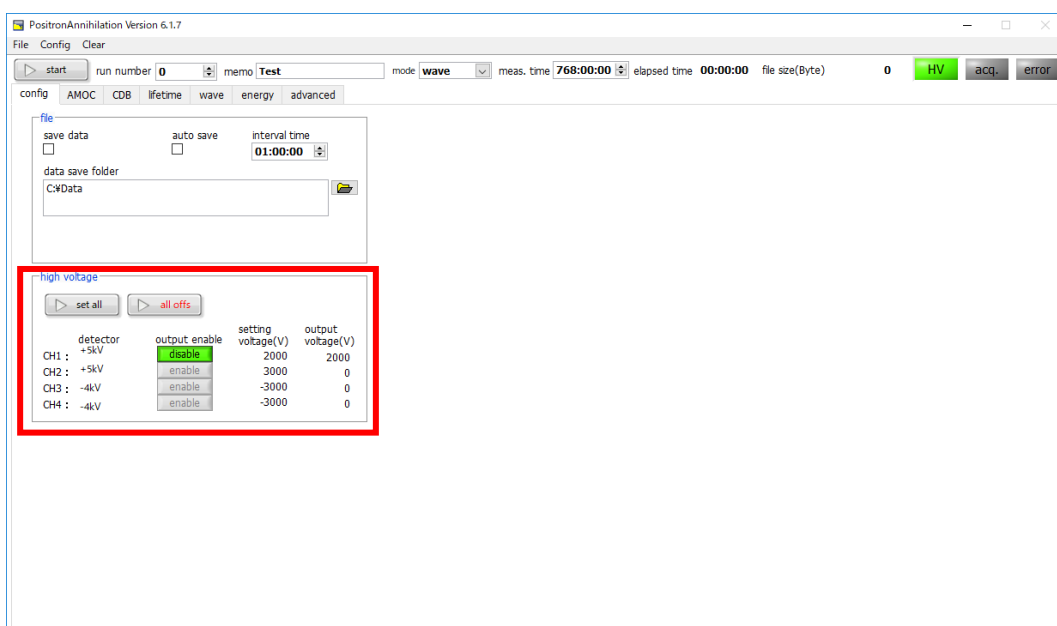 PositronAnnihilation Version 6.1.7
File Config Clear
start run number 0 memo Test mode wave meas. time 768:00:00 elapsed time 00:00:00 file size(Byte) 0 HV acq. error
config AMOC CDB lifetime wave energy advanced
file
save data auto save interval time
01:00:00
data save folder
C:¥Data
high voltage
set all all offs
detector output enable setting voltage(V) output voltage(V)
CH1 : +5kV disable 2000 2000
CH2 : +5kV enable 3000 0
CH3 : -4kV enable -3000 0
CH4 : -4kV enable -3000 0